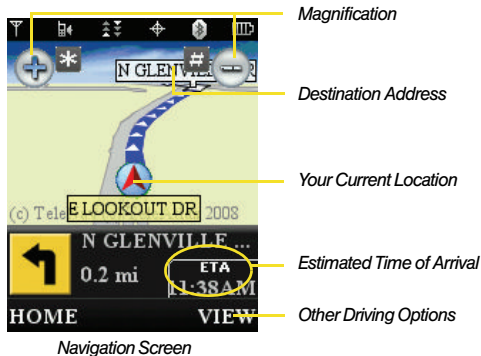 Magnification
*
#
N GLENV
Destination Address
Your Current Location
(c) Tele
E LOOKOUT DR
2008
N GLENVILLE ...
0.2 mi
ETA
11:38AM
Estimated Time of Arrival
HOME
VIEW
Other Driving Options
Navigation Screen